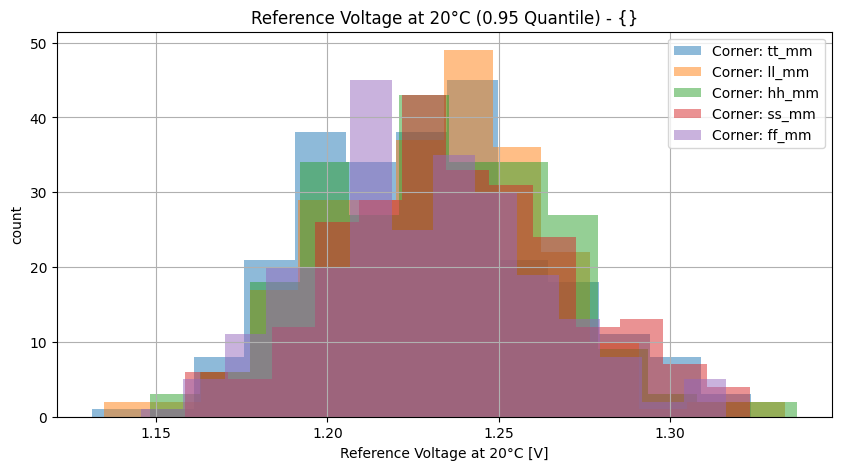 Reference Voltage at 20°C (0.95 Quantile) - {}
Corner: tt_mm
Corner: ll_mm
Corner: hh_mm
Corner: ss_mm
Corner: ff_mm
count
50
40
30
20
10
0
1.15
1.20
1.25
1.30
Reference Voltage at 20°C [V]